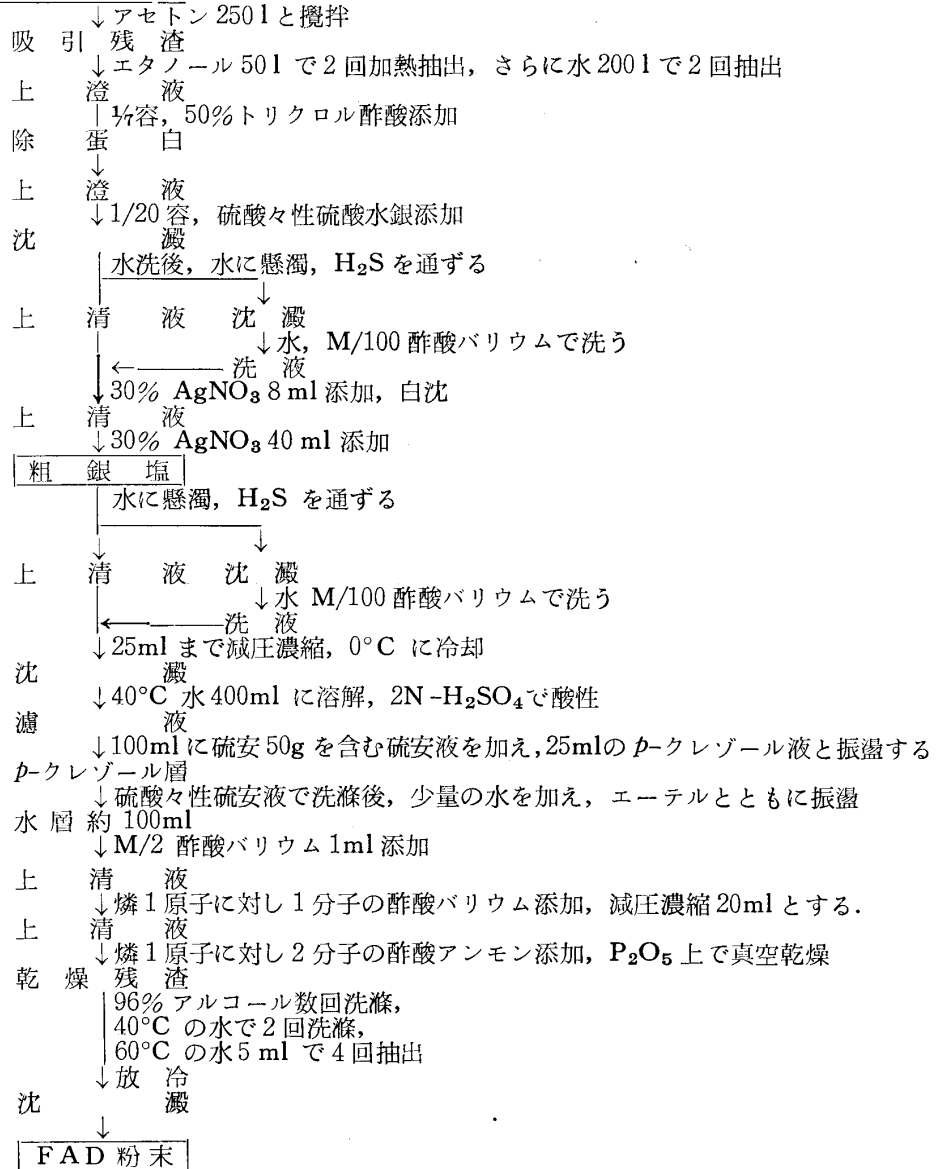 ↓アセトン 250 l と攪拌
吸引残渣
↓エタノール 50 l で 2 回加熱抽出, さらに水 200 l で 2 回抽出
上澄液
1/7容, 50%トリクロル酢酸添加
除蛋白
↓
上澄液
↓1/20 容, 硫酸々性硫酸水銀添加
沈澱
水洗後, 水に懸濁, H₂S を通ずる
↓
上清液 沈澱
↓水, M/100 酢酸バリウムで洗う
←洗液
↓30% AgNO₃ 8 ml 添加, 白沈
上清液
↓30% AgNO₃ 40 ml 添加
粗銀塩
水に懸濁, H₂S を通ずる
↓ ↓
上清液 沈澱
↓水 M/100 酢酸バリウムで洗う
←洗液
↓25ml まで減圧濃縮, 0°C に冷却
沈澱
↓40°C 水 400ml に溶解, 2N-H₂SO₄で酸性
濾液
↓100ml に硫安 50g を含む硫安液を加え, 25mlの p-クレゾール液と振盪する
p-クレゾール層
↓硫酸々性硫安液で洗滌後, 少量の水を加え, エーテルとともに振盪
水層約 100ml
↓M/2 酢酸バリウム 1ml 添加
上清液
↓燐 1 原子に対し 1 分子の酢酸バリウム添加, 減圧濃縮 20ml とする.
上清液
↓燐 1 原子に対し 2 分子の酢酸アンモン添加, P₂O₅ 上で真空乾燥
乾燥残渣
96% アルコール数回洗滌,
40°C の水で 2 回洗滌,
60°C の水 5 ml で 4 回抽出
↓放冷
沈澱
↓
FAD 粉末